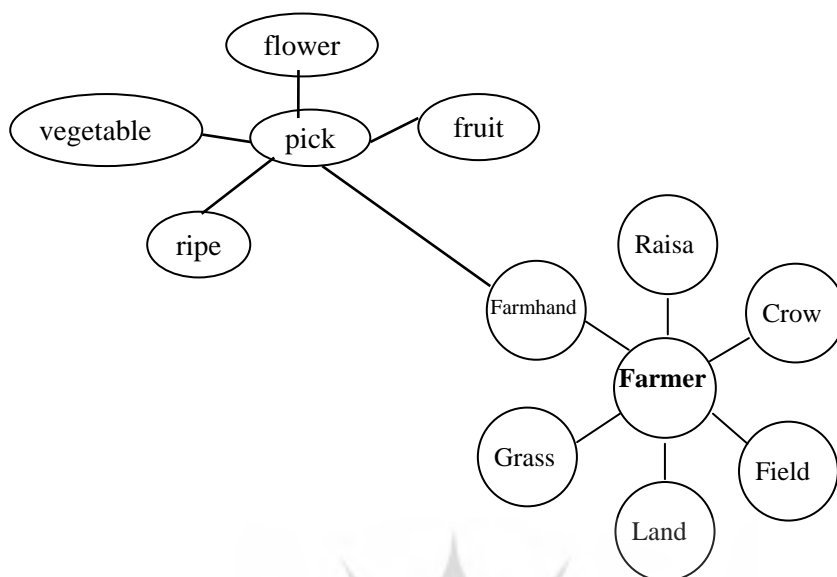 flower
vegetable
pick
fruit
ripe
Raisa
Farmhand
Crow
Farmer
Grass
Field
Land